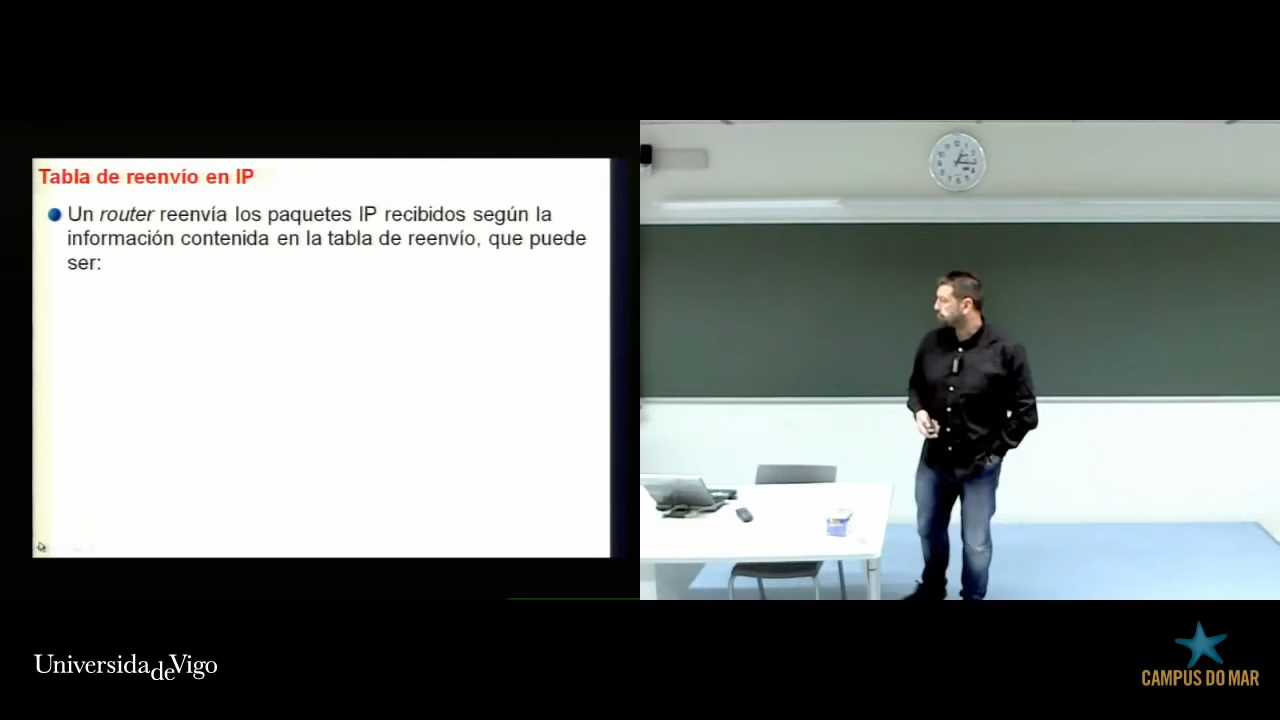 Tabla de reenvío en IP
Un router reenvía los paquetes IP recibidos según la
información contenida en la tabla de reenvío, que puede
ser:
Universidade Vigo
CAMPUS DO MAR